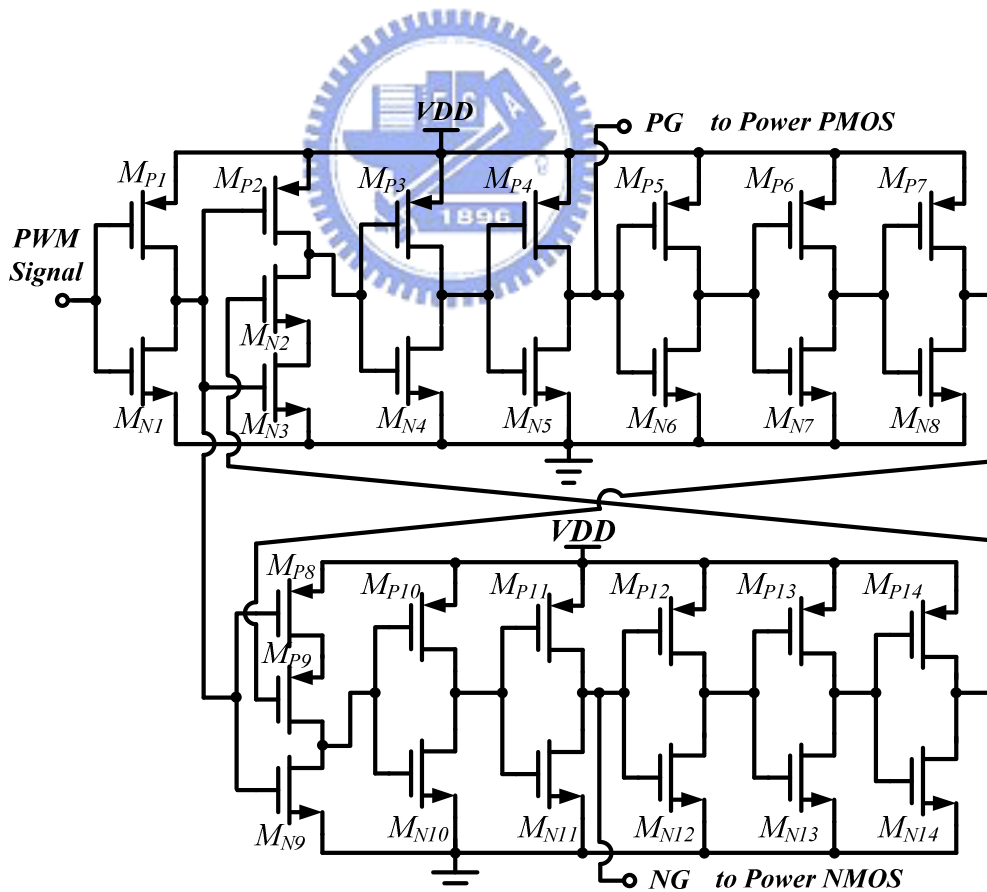 VDD
PG to Power PMOS
MP1
MP2
MP3
MP4
MP5
MP6
MP7
1896
PWM
Signal
MN2
MN1
MN3
MN4
MN5
MN6
MN7
MN8
VDD
MP8
MP10
MP11
MP12
MP13
MP14
MP9
MN9
MN10
MN11
MN12
MN13
MN14
NG to Power NMOS